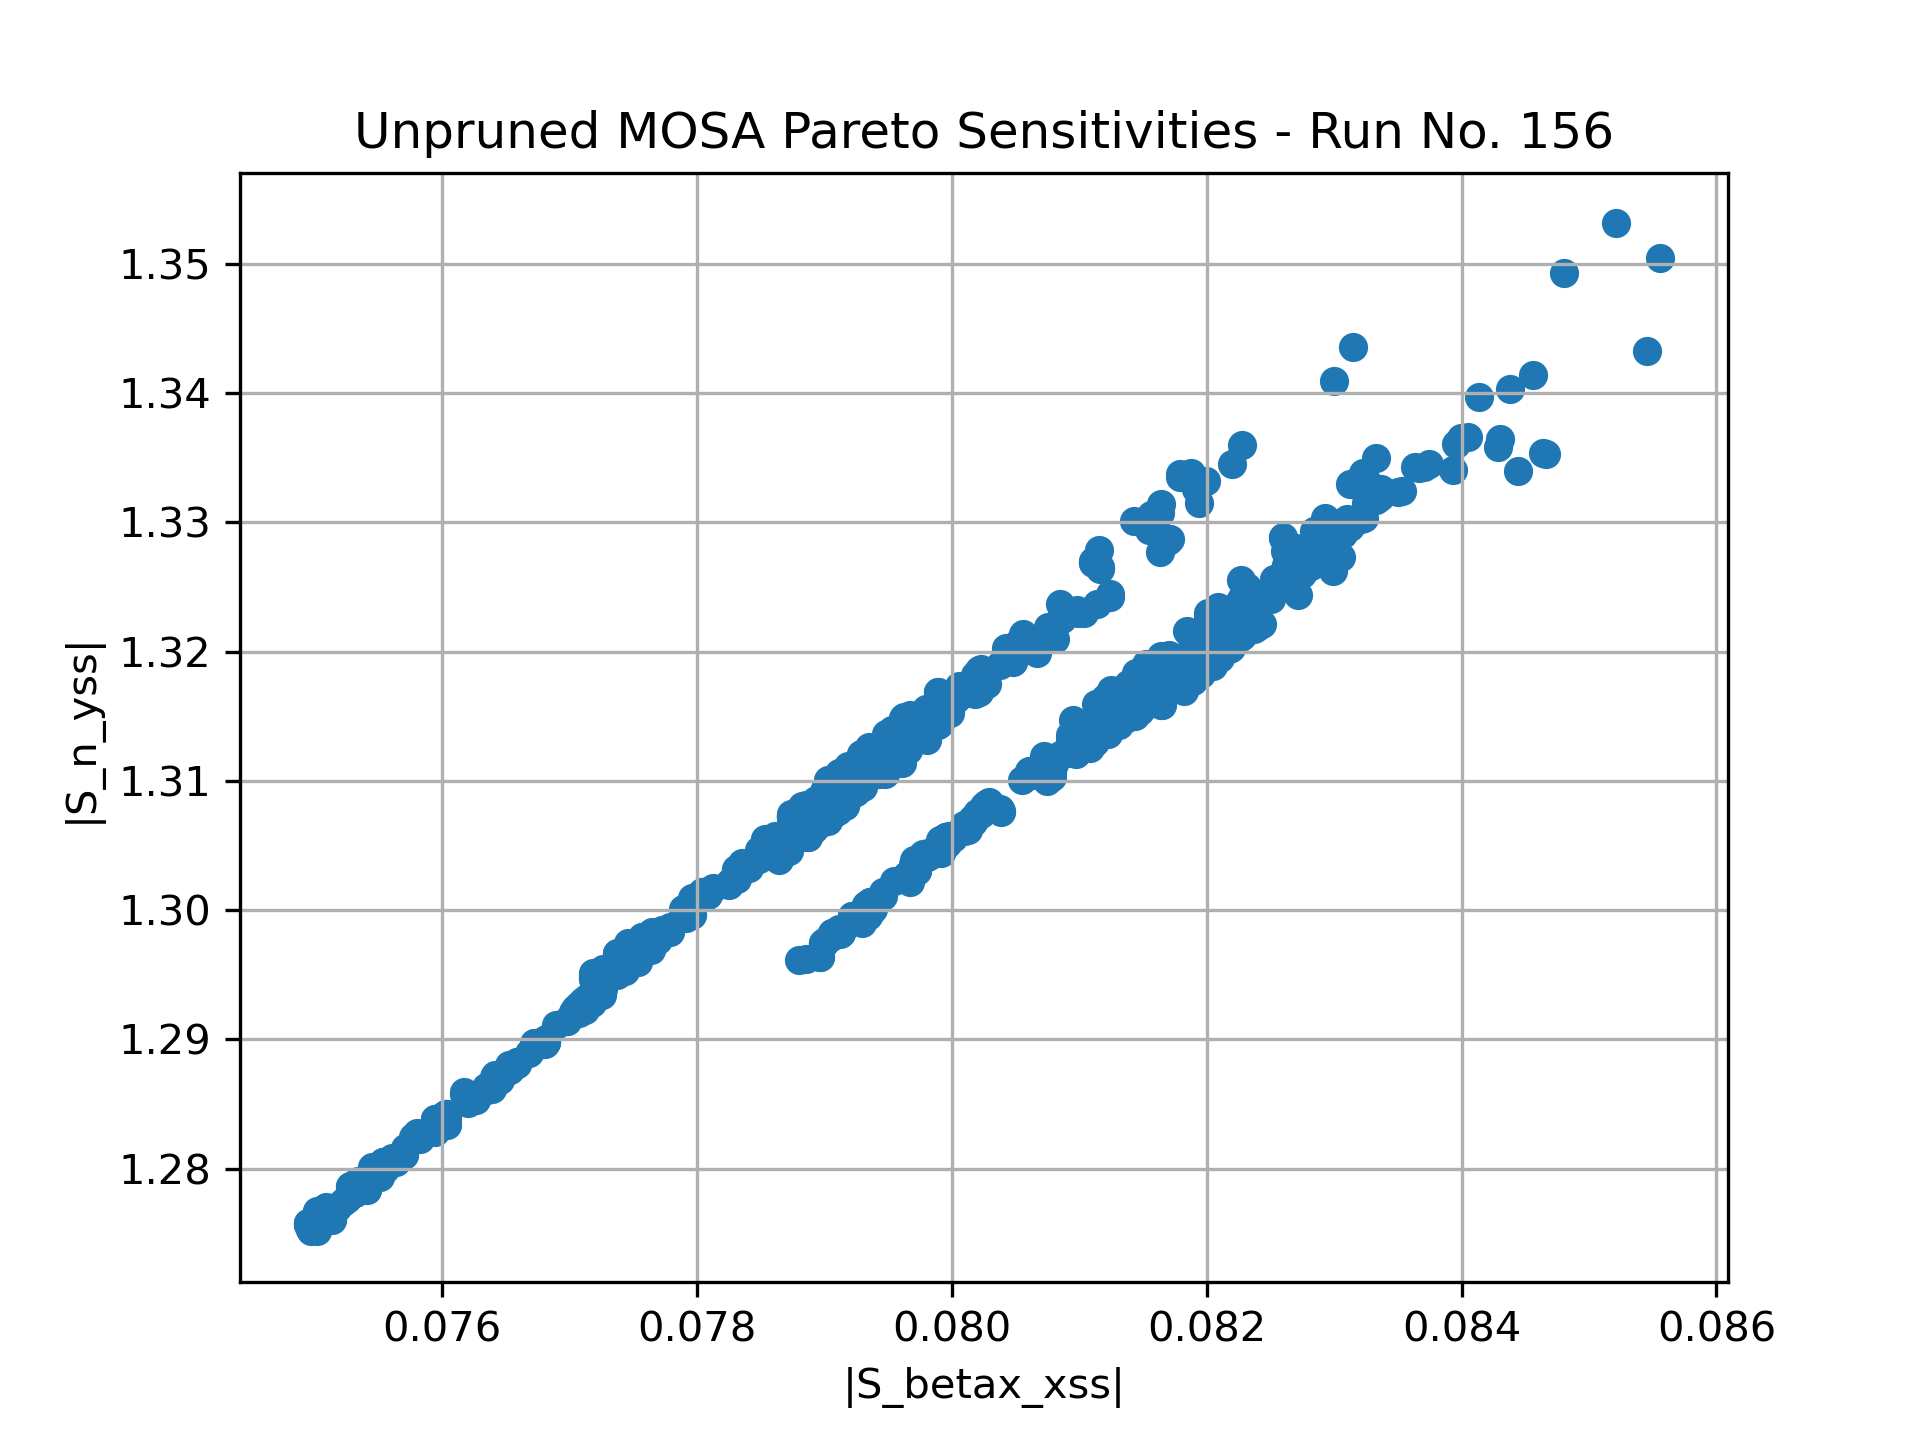 Unpruned MOSA Pareto Sensitivities - Run No. 156
1.35
1.34
1.33
1.32
1.31
1.30
1.29
1.28
|S_n_yss|
0.076 0.078 0.080 0.082 0.084 0.086
|S_betax_xss|